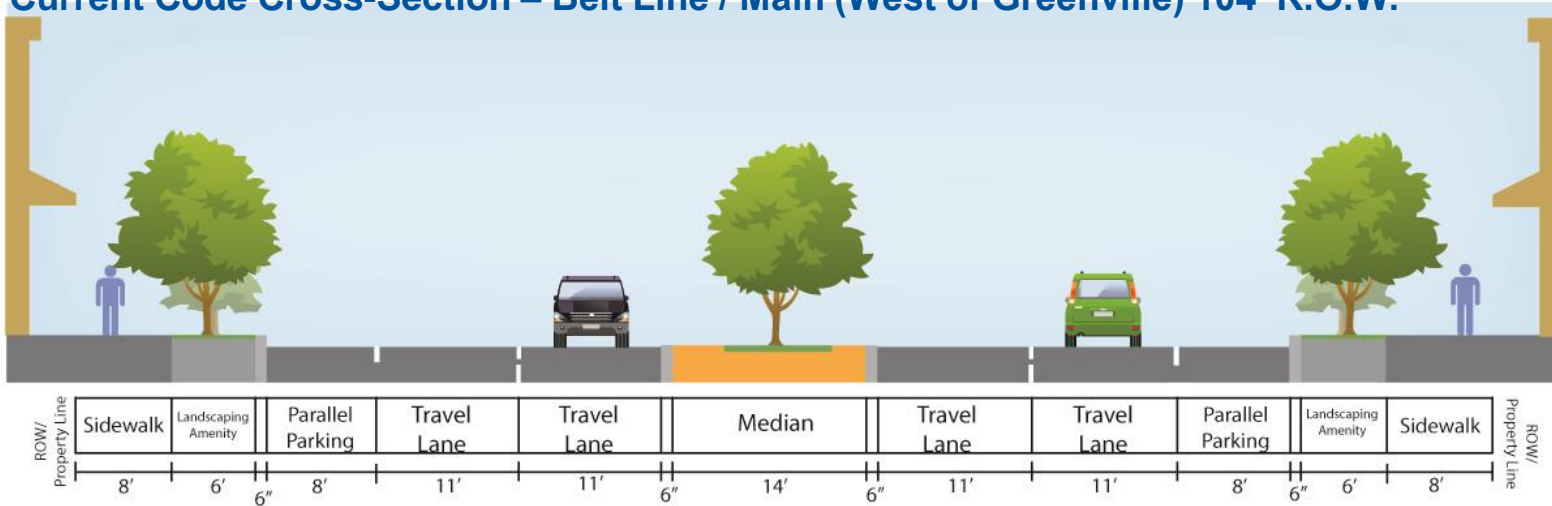 Current Code Cross-Section – Belt Line / Main (West of Greenville) 104' R.O.W.
ROW/
Property Line
Sidewalk
Landscaping
Amenity
Parallel
Parking
Travel
Lane
Travel
Lane
Median
Travel
Lane
Travel
Lane
Parallel
Parking
Landscaping
Amenity
Sidewalk
ROW/
Property Line
8' 6' 6" 8' 11' 11' 6" 14' 6" 11' 11' 8' 6" 6' 8'